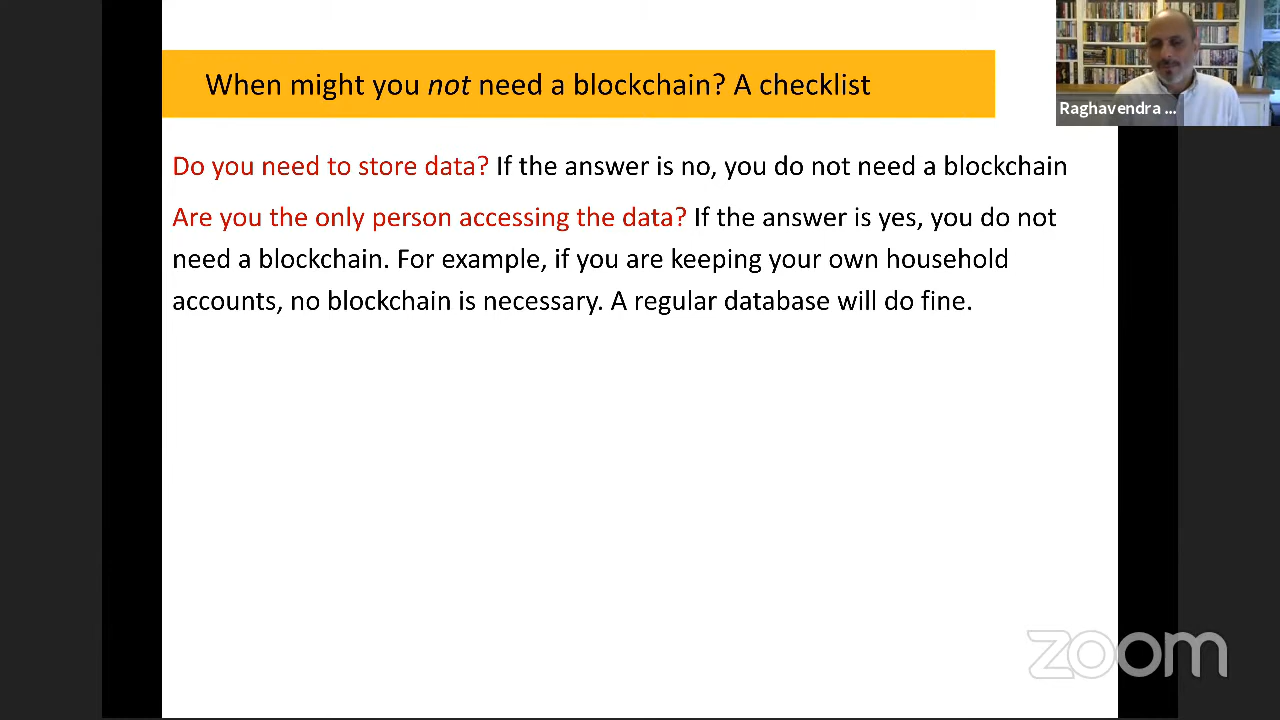 When might you not need a blockchain? A checklist
Raghavendra ...
Do you need to store data? If the answer is no, you do not need a blockchain
Are you the only person accessing the data? If the answer is yes, you do not
need a blockchain. For example, if you are keeping your own household
accounts, no blockchain is necessary. A regular database will do fine.
zoom